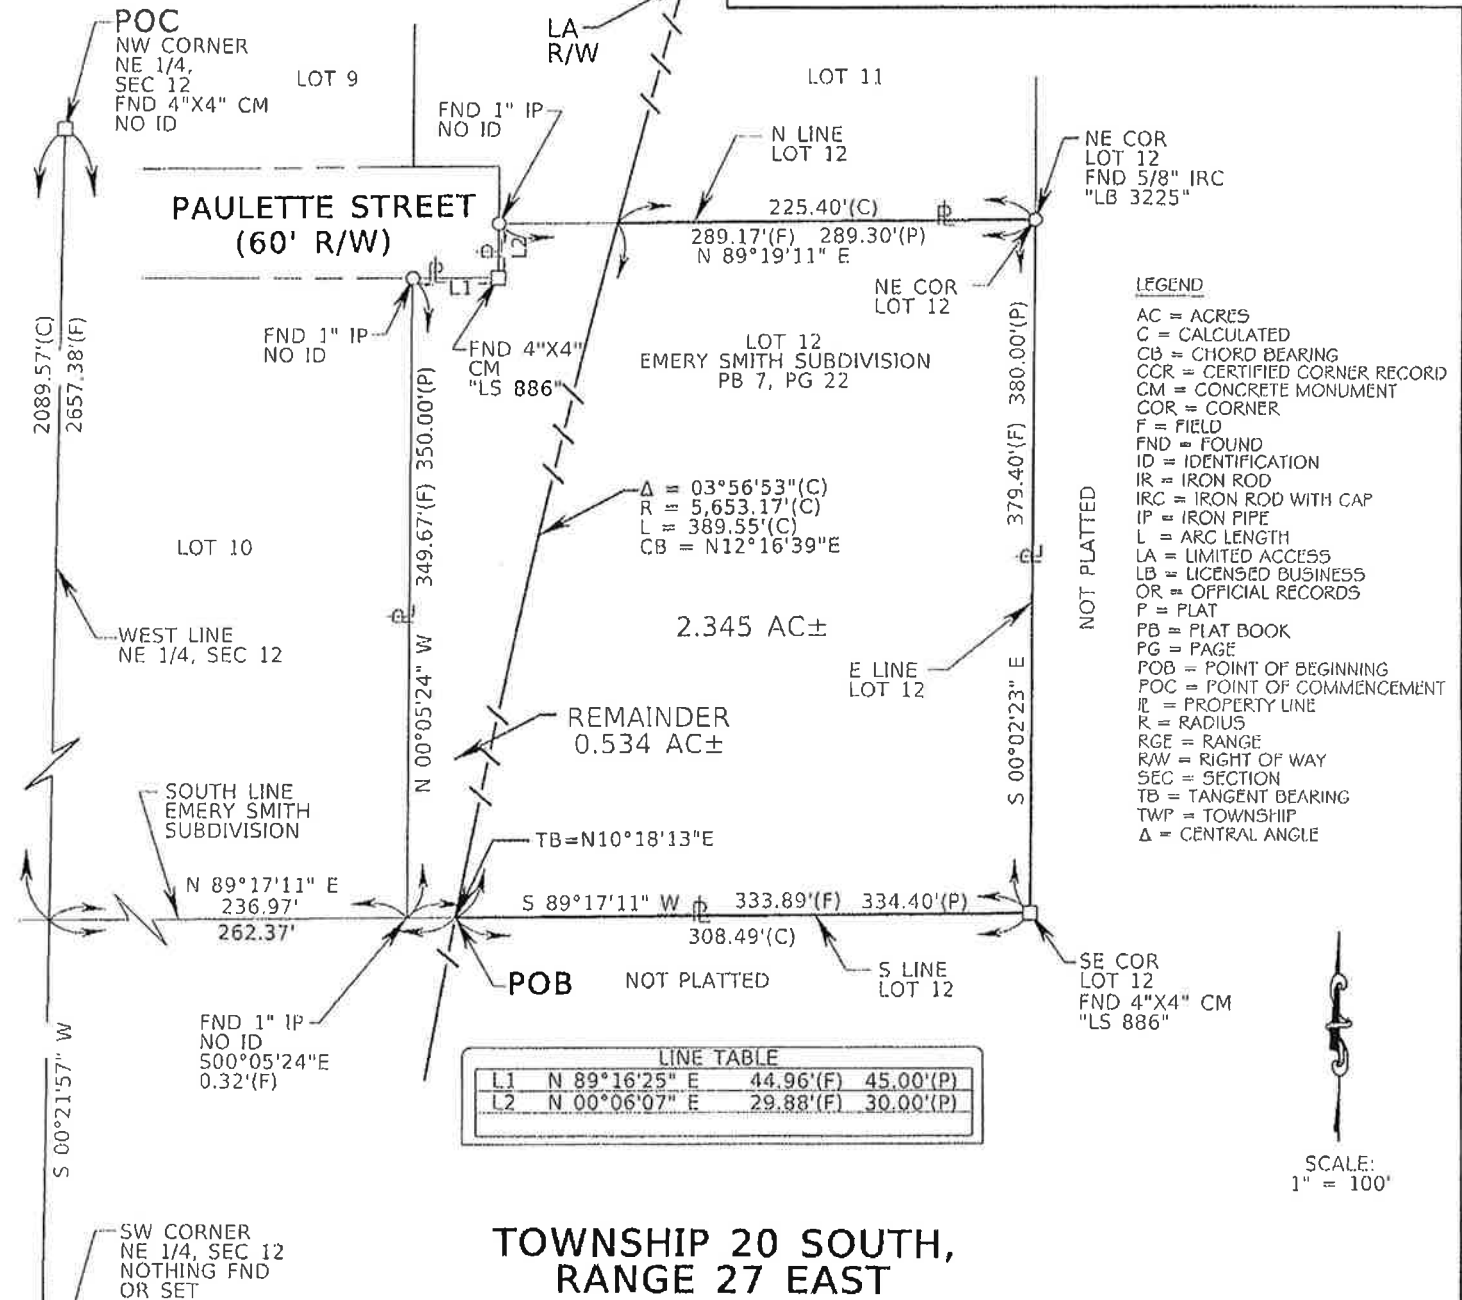 POC
NW CORNER
NE 1/4,
SEC 12
FND 4"X4" CM
NO ID
LOT 9
LA
R/W
LOT 11
FND 1" IP
NO ID
N LINE
LOT 12
NE COR
LOT 12
FND 5/8" IRC
"LB 3225"
PAULETTE STREET
(60' R/W)
225.40'(C)
289.17'(F) 289.30'(P)
N 89°19'11" E
L2
L1
NE COR
LOT 12
FND 1" IP
NO ID
FND 4"X4"
CM
"LS 886"
LOT 12
EMERY SMITH SUBDIVISION
PB 7, PG 22
2089.57'(C)
2657.38'(F)
349.67'(F) 350.00'(P)
N 00°05'24" W
379.40'(F) 380.00'(P)
S 00°02'23" E
NOT PLATTED
LEGEND
AC = ACRES
C = CALCULATED
CB = CHORD BEARING
CCR = CERTIFIED CORNER RECORD
CM = CONCRETE MONUMENT
COR = CORNER
F = FIELD
FND = FOUND
ID = IDENTIFICATION
IR = IRON ROD
IRC = IRON ROD WITH CAP
IP = IRON PIPE
L = ARC LENGTH
LA = LIMITED ACCESS
LB = LICENSED BUSINESS
OR = OFFICIAL RECORDS
P = PLAT
PB = PLAT BOOK
PG = PAGE
POB = POINT OF BEGINNING
POC = POINT OF COMMENCEMENT
PL = PROPERTY LINE
R = RADIUS
RGE = RANGE
R/W = RIGHT OF WAY
SEC = SECTION
TB = TANGENT BEARING
TWP = TOWNSHIP
Δ = CENTRAL ANGLE
Δ = 03°56'53"(C)
R = 5,653.17'(C)
L = 389.55'(C)
CB = N12°16'39"E
LOT 10
WEST LINE
NE 1/4, SEC 12
2.345 AC±
E LINE
LOT 12
REMAINDER
0.534 AC±
SOUTH LINE
EMERY SMITH
SUBDIVISION
TB=N10°18'13"E
N 89°17'11" E
236.97'
262.37'
S 89°17'11" W PL 333.89'(F) 334.40'(P)
308.49'(C)
POB
NOT PLATTED
S LINE
LOT 12
SE COR
LOT 12
FND 4"X4" CM
"LS 886"
FND 1" IP
NO ID
S00°05'24"E
0.32'(F)
S 00°21'57" W
LINE TABLE
L1 N 89°16'25" E 44.96'(F) 45.00'(P)
L2 N 00°06'07" E 29.88'(F) 30.00'(P)
SCALE:
1" = 100'
SW CORNER
NE 1/4, SEC 12
NOTHING FND
OR SET
TOWNSHIP 20 SOUTH,
RANGE 27 EAST